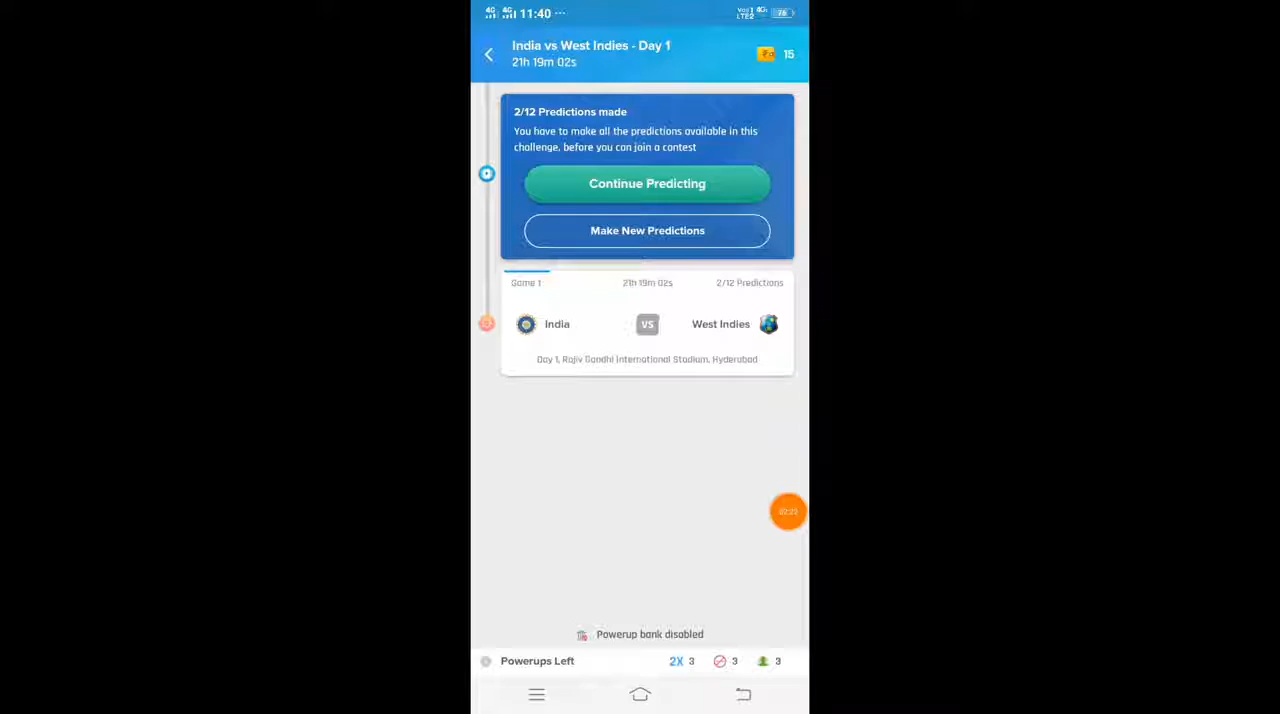 4G 4G 11:40 ...
76
India vs West Indies - Day 1
21h 19m 02s
15
2/12 Predictions made
You have to make all the predictions available in this
challenge, before you can join a contest
Continue Predicting
Make New Predictions
Game 1 21h 19m 02s 2/12 Predictions
India VS West Indies
Day 1, Rajiv Gandhi International Stadium, Hyderabad
Powerup bank disabled
Powerups Left 2X 3 3 3